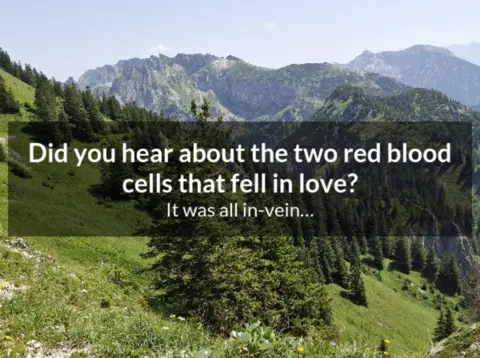 Did you hear about the two red blood
cells that fell in love?
It was all in-vein...